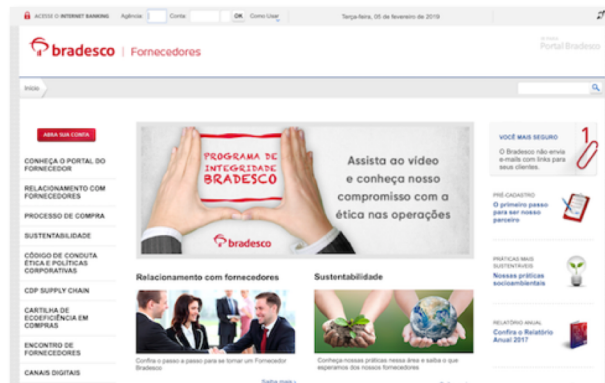 ACESSE O INTERNET BANKING Agência: Conta: OK Como Usar Terça-feira, 05 de fevereiro de 2019
bradesco | Fornecedores
Portal Bradesco
Início
ABRA SUA CONTA
CONHEÇA O PORTAL DO
FORNECEDOR
RELACIONAMENTO COM
FORNECEDORES
PROCESSO DE COMPRA
SUSTENTABILIDADE
CÓDIGO DE CONDUTA
ÉTICA E POLÍTICAS
CORPORATIVAS
CDP SUPPLY CHAIN
CARTILHA DE
ECOEFICIÊNCIA EM
COMPRAS
ENCONTRO DE
FORNECEDORES
CANAIS DIGITAIS
PROGRAMA DE
INTEGRIDADE
BRADESCO
Assista ao vídeo
e conheça nosso
compromisso com a
ética nas operações
bradesco
Relacionamento com fornecedores
Confira o passo a passo para se tornar um Fornecedor
Bradesco
Saiba mais
Sustentabilidade
Conheça nossas práticas nessa área e saiba o que
esperamos dos nossos fornecedores
VOCÊ MAIS SEGURO
1
O Bradesco não envia
e-mails com links para
seus clientes.
PRÉ-CADASTRO
O primeiro passo
para ser nosso
parceiro
PRÁTICAS MAIS
SUSTENTÁVEIS
Nossas práticas
socioambientais
RELATÓRIO ANUAL
Confira o Relatório
Anual 2017